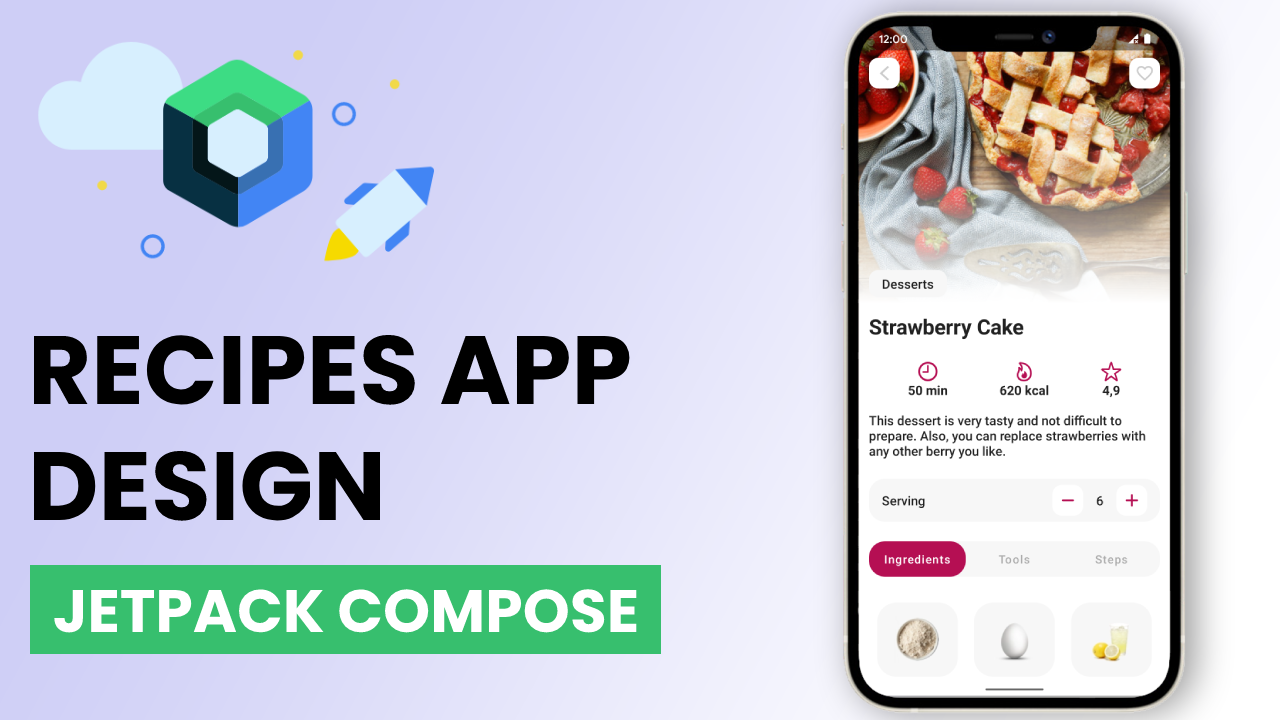 RECIPES APP
DESIGN
JETPACK COMPOSE
12:00
Desserts
Strawberry Cake
50 min
620 kcal
4,9
This dessert is very tasty and not difficult to
prepare. Also, you can replace strawberries with
any other berry you like.
Serving
6
Ingredients
Tools
Steps